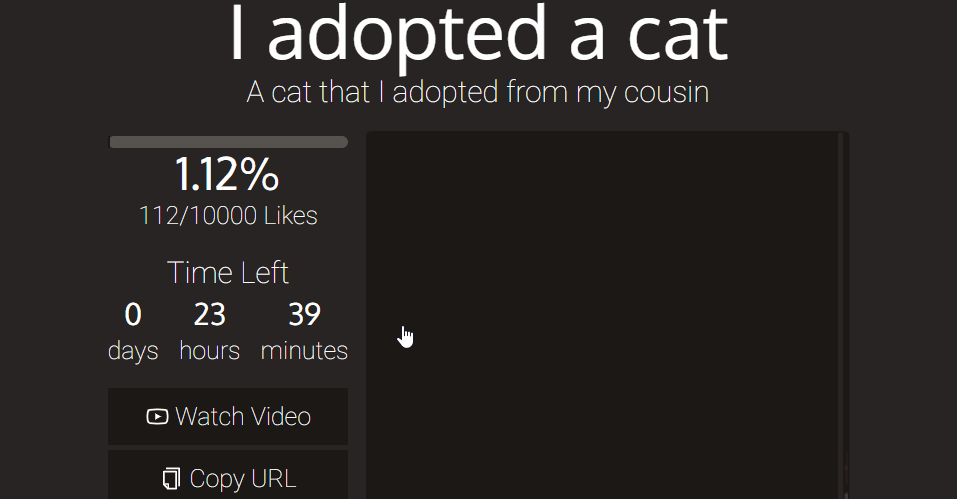 I adopted a cat
A cat that I adopted from my cousin
1.12%
112/10000 Likes
Time Left
0 23 39
days hours minutes
Watch Video
Copy URL